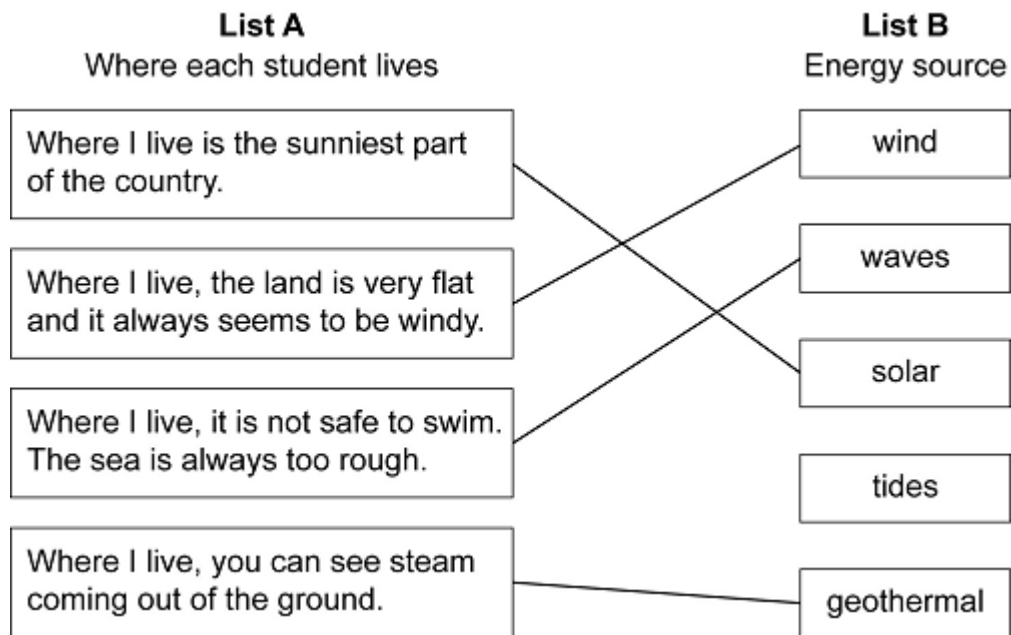 List A
Where each student lives
Where I live is the sunniest part
of the country.
Where I live, the land is very flat
and it always seems to be windy.
Where I live, it is not safe to swim.
The sea is always too rough.
Where I live, you can see steam
coming out of the ground.
List B
Energy source
wind
waves
solar
tides
geothermal